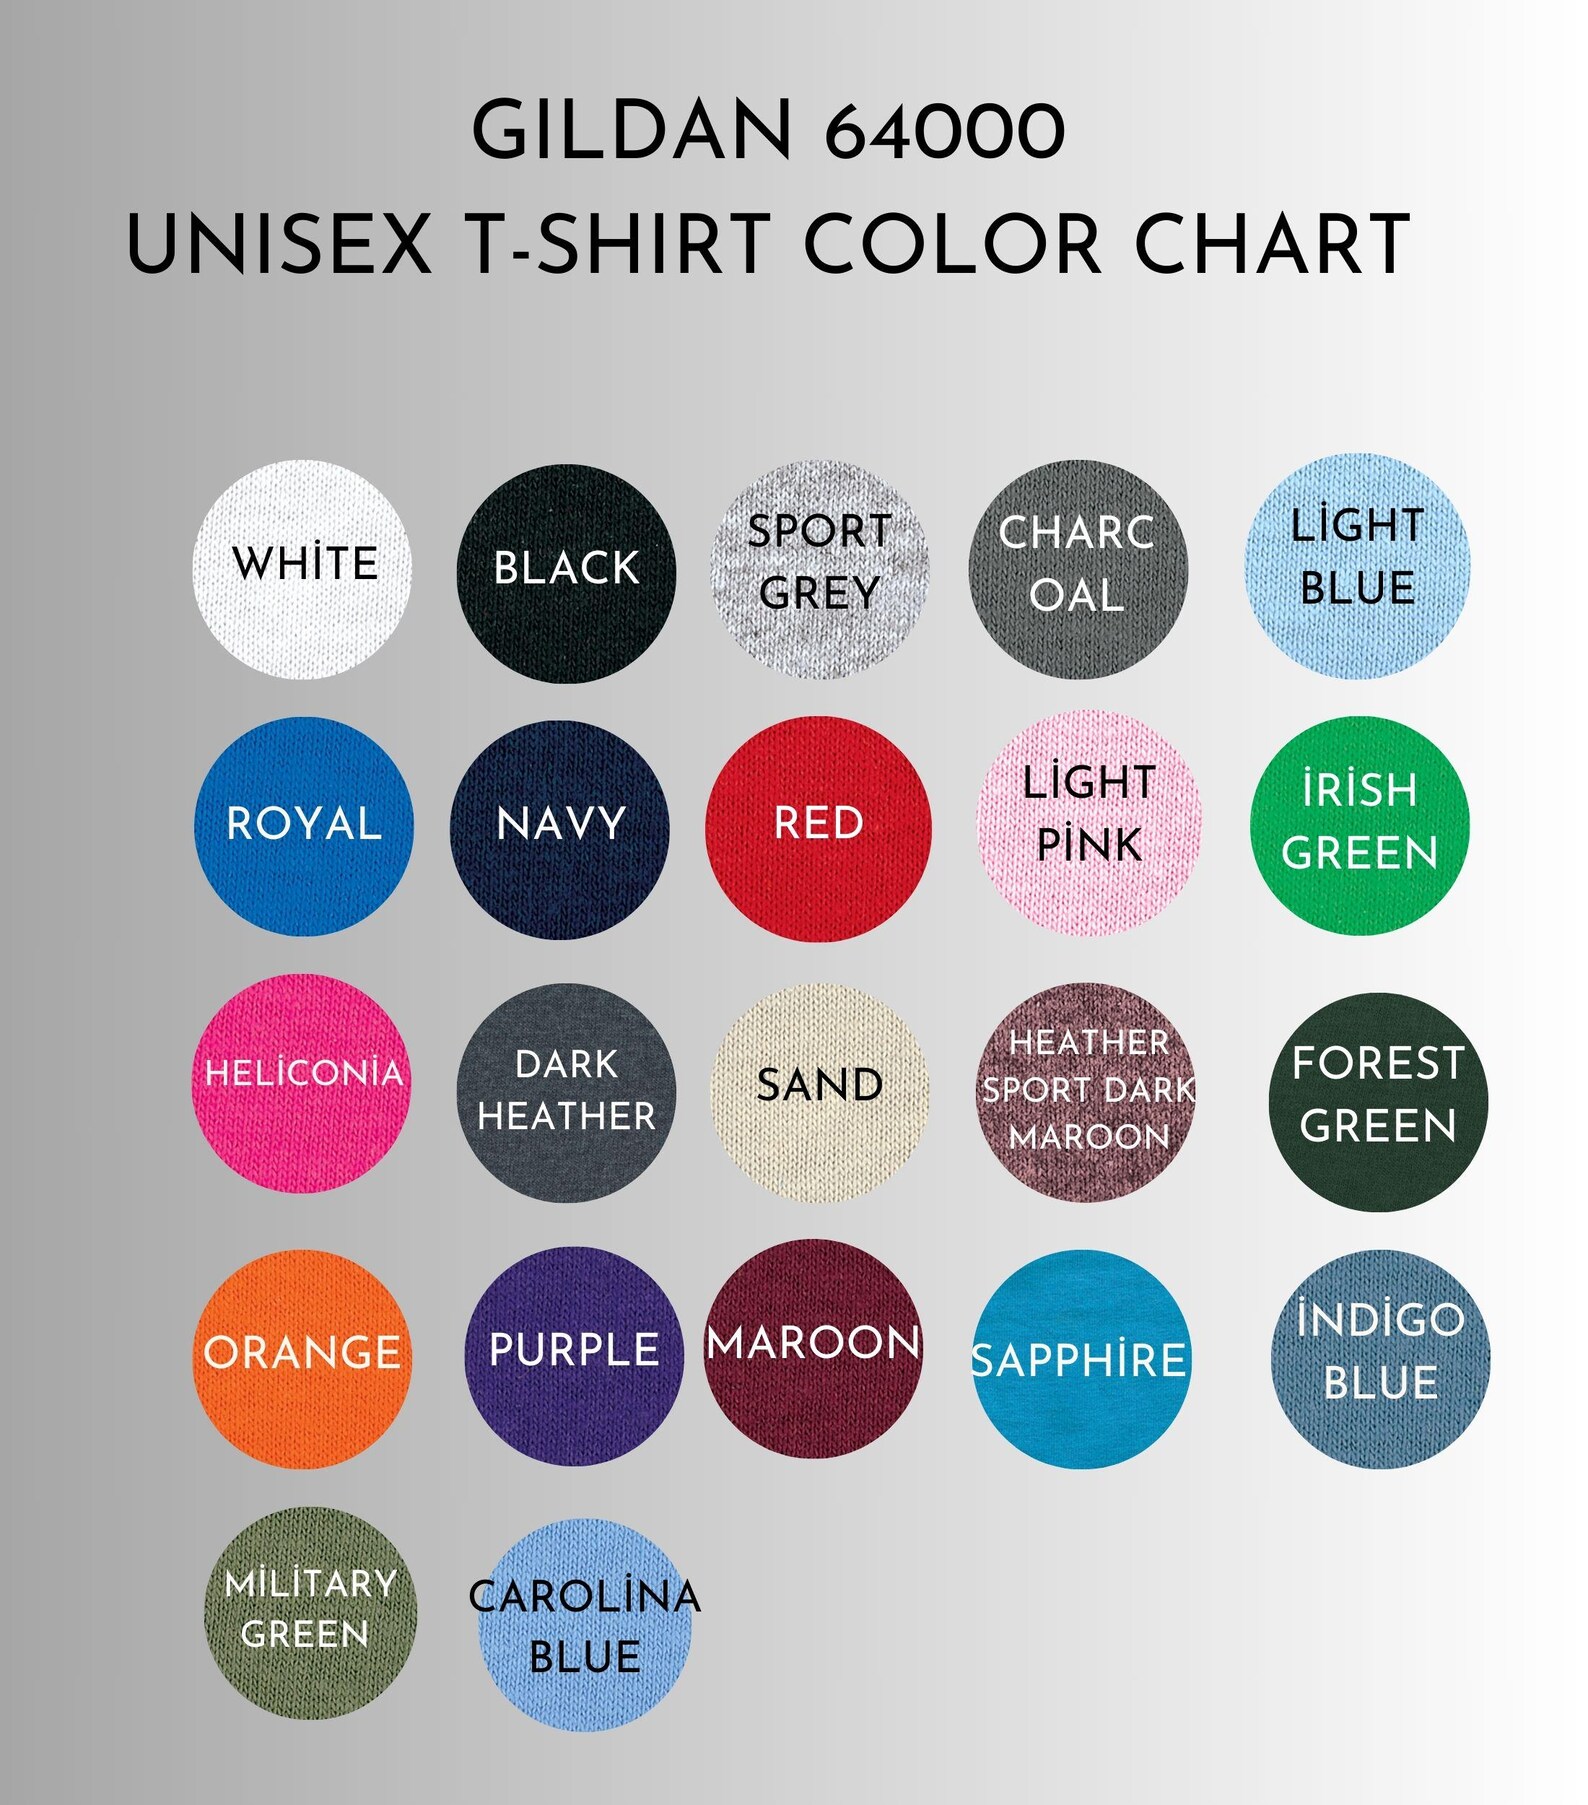 GILDAN 64000
UNISEX T-SHIRT COLOR CHART
WHİTE
BLACK
SPORT
GREY
CHARC
OAL
LİGHT
BLUE
ROYAL
NAVY
RED
LİGHT
PİNK
İRİSH
GREEN
HELİCONİA
DARK
HEATHER
SAND
HEATHER
SPORT DARK
MAROON
FOREST
GREEN
ORANGE
PURPLE
MAROON
SAPPHİRE
İNDİGO
BLUE
MİLİTARY
GREEN
CAROLİNA
BLUE